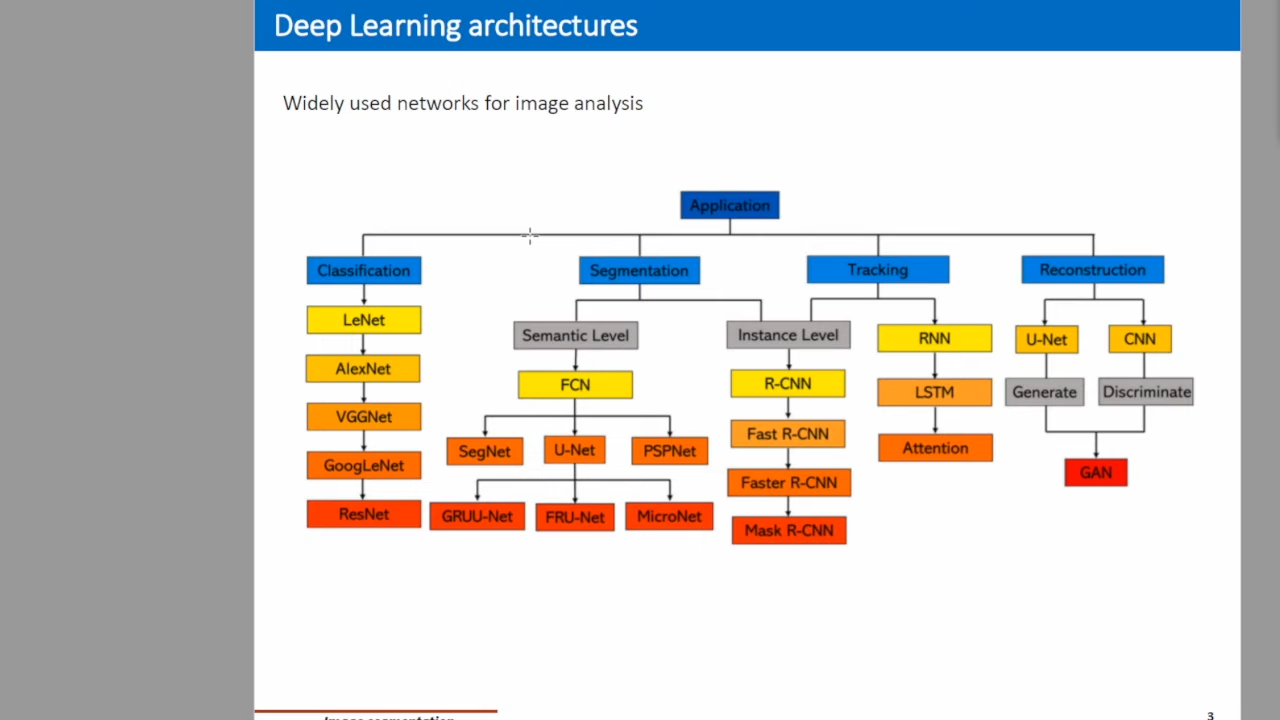 Deep Learning architectures
Widely used networks for image analysis
Application
Classification
Segmentation
Tracking
Reconstruction
LeNet
Semantic Level
Instance Level
RNN
U-Net
CNN
AlexNet
FCN
R-CNN
LSTM
Generate
Discriminate
VGGNet
SegNet
U-Net
PSPNet
Fast R-CNN
Attention
GoogLeNet
Faster R-CNN
GAN
ResNet
GRUU-Net
FRU-Net
MicroNet
Mask R-CNN
Image segmentation
3